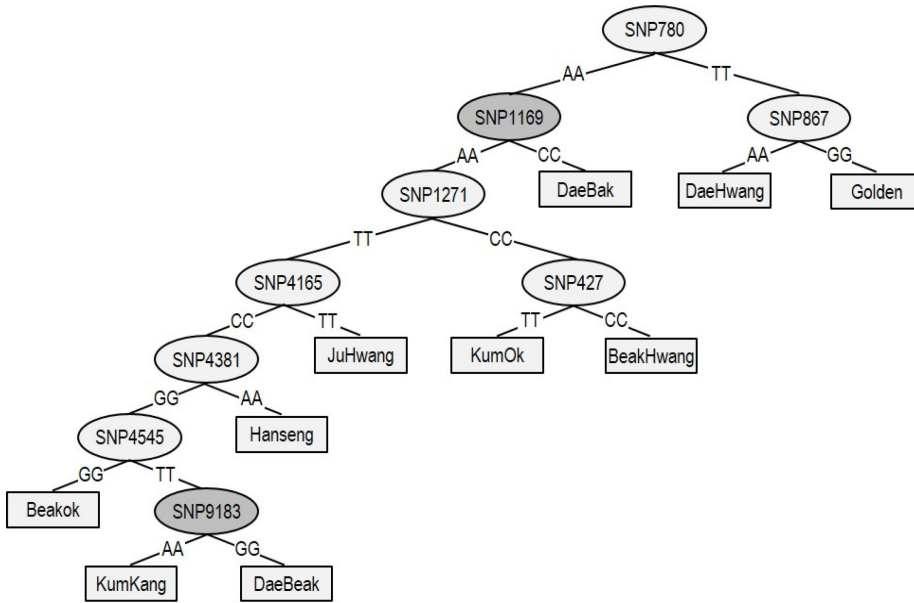 SNP780
AA
TT
SNP1169
SNP867
AA
CC
AA
GG
SNP1271
DaeBak
DaeHwang
Golden
TT
CC
SNP4165
SNP427
CC
TT
TT
CC
SNP4381
JuHwang
KumOk
BeakHwang
GG
AA
SNP4545
Hanseng
GG
TT
Beakok
SNP9183
AA
GG
KumKang
DaeBeak